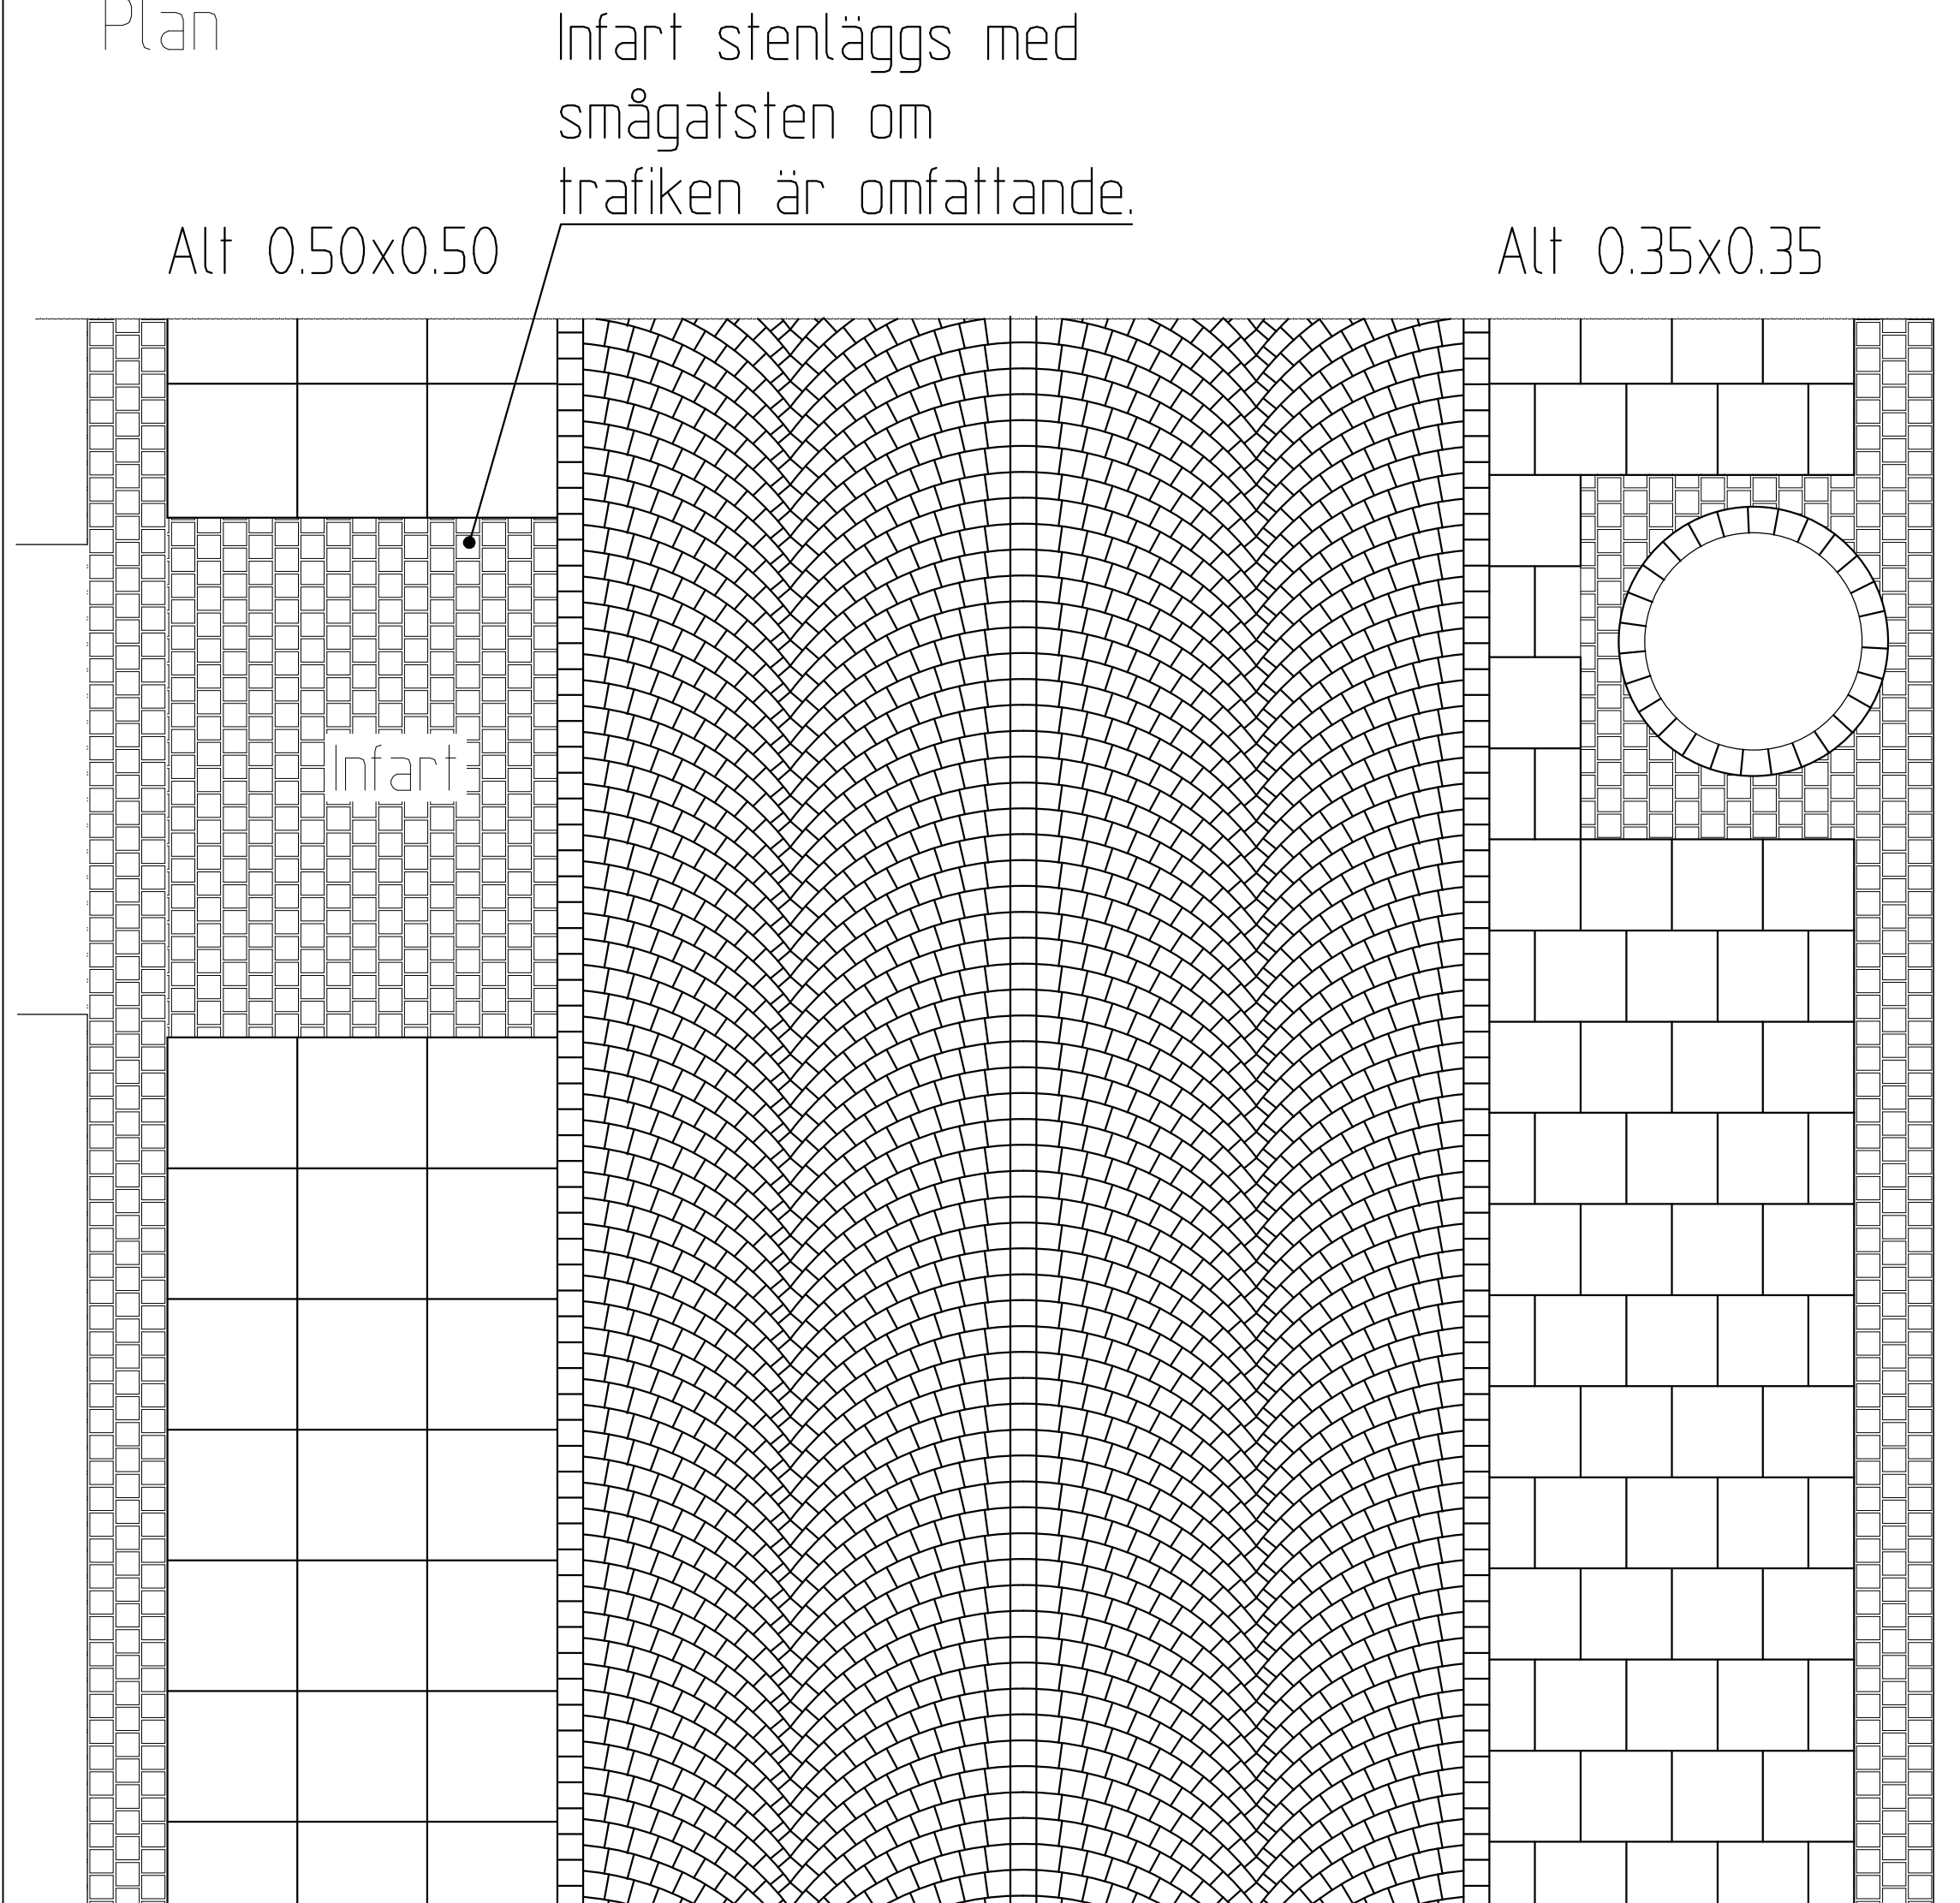 Plan
Infart stenläggs med
smågatsten om
trafiken är omfattande.
Alt 0.50x0.50
Alt 0.35x0.35
Infart